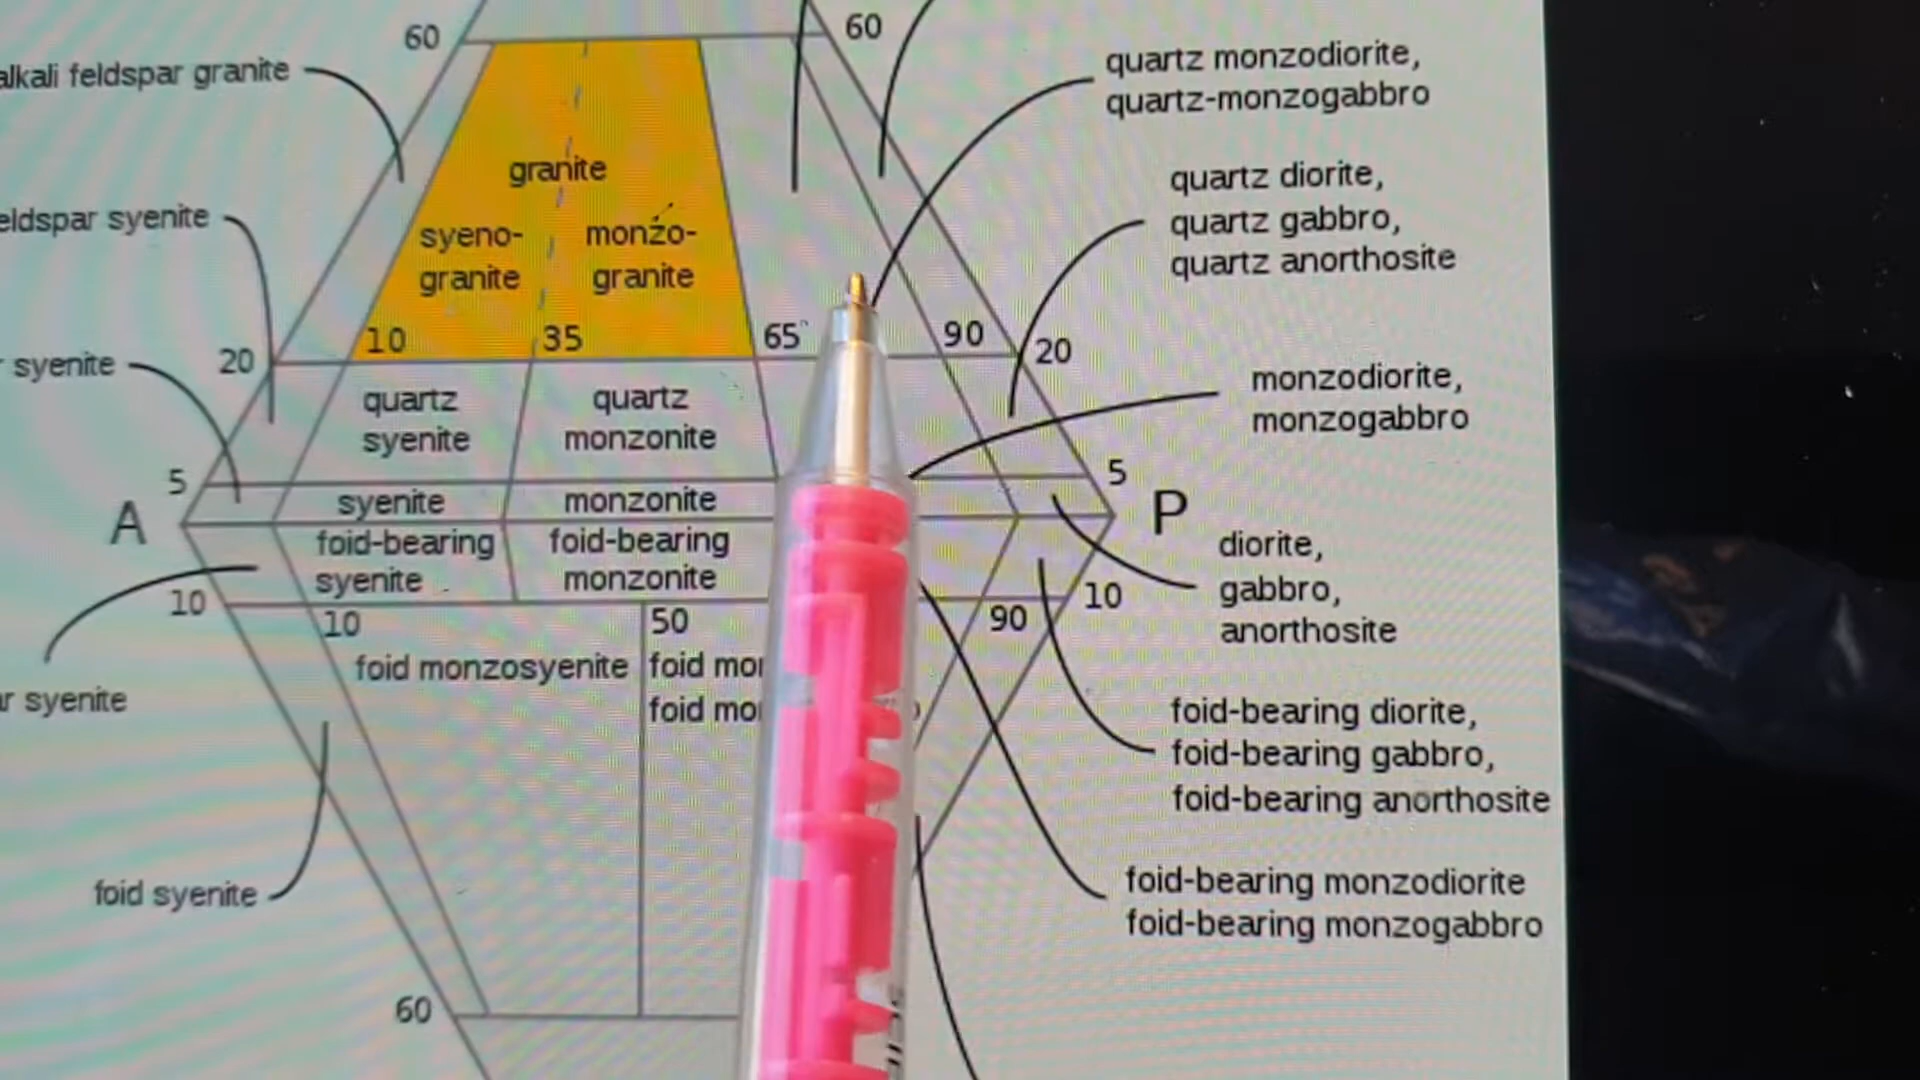 60
60
alkali feldspar granite
quartz monzodiorite,
quartz-monzogabbro
granite
quartz diorite,
quartz gabbro,
quartz anorthosite
feldspar syenite
syeno-
granite
monzo-
granite
10
35
65
90
20
20
syenite
quartz
syenite
quartz
monzonite
monzodiorite,
monzogabbro
5
5
A
P
syenite
monzonite
foid-bearing
syenite
foid-bearing
monzonite
diorite,
gabbro,
anorthosite
10
10
10
50
90
foid monzosyenite
foid
foid
syenite
foid-bearing diorite,
foid-bearing gabbro,
foid-bearing anorthosite
foid syenite
foid-bearing monzodiorite
foid-bearing monzogabbro
60